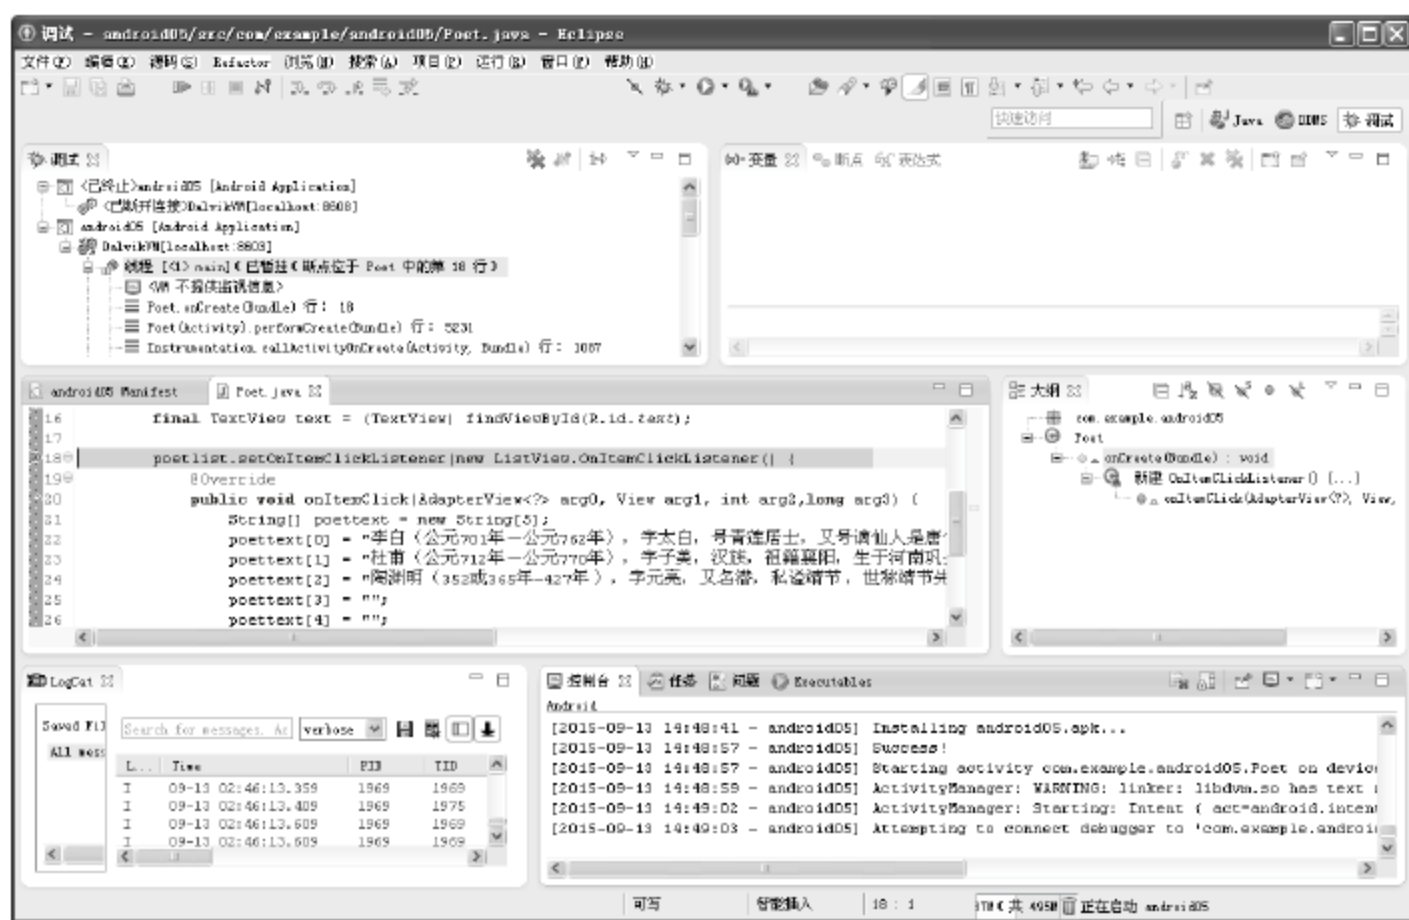 调试 - android05/src/com/example/android05/Poet.java - Eclipse
文件(F) 编辑(E) 源码(S) Refactor 浏览(N) 搜索(A) 项目(P) 运行(R) 窗口(W) 帮助(H)
快速访问 Java DDMS 调试
调试
<已终止>android05 [Android Application]
<已断开连接>DalvikVM[localhost:8608]
android05 [Android Application]
DalvikVM[localhost:8603]
线程 [<1> main]（已暂挂（断点位于 Poet 中的第 18 行）
<VM 不提供监视信息>
Poet.onCreate(Bundle) 行: 18
Poet(Activity).performCreate(Bundle) 行: 5231
Instrumentation.callActivityOnCreate(Activity, Bundle) 行: 1087
(x)= 变量 断点 表达式
android05 Manifest Poet.java
16 final TextView text = (TextView) findViewById(R.id.text);
17
18 poetlist.setOnItemClickListener(new ListView.OnItemClickListener() {
19 @Override
20 public void onItemClick(AdapterView<?> arg0, View arg1, int arg2,long arg3) {
21 String[] poettext = new String[5];
22 poettext[0] = "李白（公元701年—公元762年），字太白，号青莲居士，又号谪仙人是唐
23 poettext[1] = "杜甫（公元712年—公元770年），字子美，汉族，祖籍襄阳，生于河南巩
24 poettext[2] = "陶渊明（352或365年—427年），字元亮，又名潜，私谥靖节，世称靖节先
25 poettext[3] = "";
26 poettext[4] = "";
大纲
com.example.android05
Poet
onCreate(Bundle) : void
新建 OnItemClickListener() [...]
onItemClick(AdapterView<?>, View,
LogCat
Saved Fil
All mess
Search for messages. Ac verbose
L... Time PID TID
I 09-13 02:46:13.359 1969 1969
I 09-13 02:46:13.409 1969 1975
I 09-13 02:46:13.609 1969 1969
I 09-13 02:46:13.609 1969 1969
控制台 任务 问题 Executables
Android
[2015-09-13 14:48:41 - android05] Installing android05.apk...
[2015-09-13 14:48:57 - android05] Success!
[2015-09-13 14:48:57 - android05] Starting activity com.example.android05.Poet on device
[2015-09-13 14:48:59 - android05] ActivityManager: WARNING: linker: libdvm.so has text
[2015-09-13 14:49:02 - android05] ActivityManager: Starting: Intent { act=android.inten
[2015-09-13 14:49:03 - android05] Attempting to connect debugger to 'com.example.androi
可写 智能插入 18 : 1 共 495M 正在启动 android05